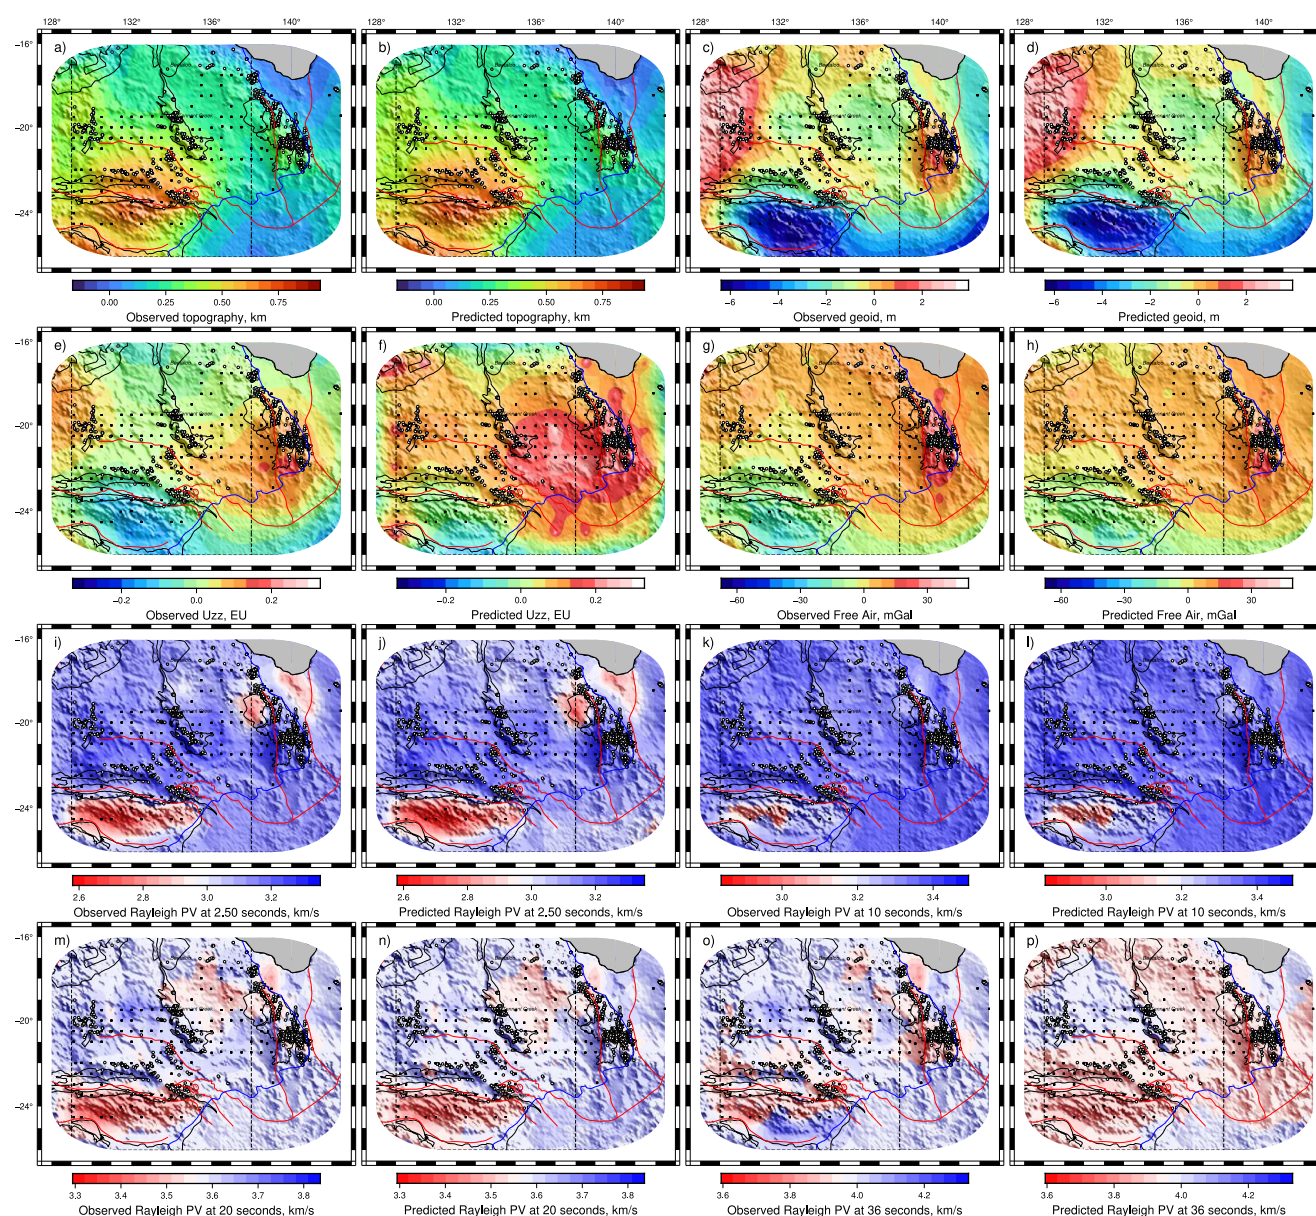 128° 132° 136° 140° 128° 132° 136° 140° 128° 132° 136° 140° 128° 132° 136° 140°
−16° a) b) c) d)
−20°
−24°
0.00 0.25 0.50 0.75 0.00 0.25 0.50 0.75 −6 −4 −2 0 2 −6 −4 −2 0 2
Observed topography, km Predicted topography, km Observed geoid, m Predicted geoid, m
−16° e) f) g) h)
−20°
−24°
−0.2 0.0 0.2 −0.2 0.0 0.2 −60 −30 0 30 −60 −30 0 30
Observed Uzz, EU Predicted Uzz, EU Observed Free Air, mGal Predicted Free Air, mGal
−16° i) j) k) l)
−20°
−24°
2.6 2.8 3.0 3.2 2.6 2.8 3.0 3.2 3.0 3.2 3.4 3.0 3.2 3.4
Observed Rayleigh PV at 2.50 seconds, km/s Predicted Rayleigh PV at 2.50 seconds, km/s Observed Rayleigh PV at 10 seconds, km/s Predicted Rayleigh PV at 10 seconds, km/s
−16° m) n) o) p)
−20°
−24°
3.3 3.4 3.5 3.6 3.7 3.8 3.3 3.4 3.5 3.6 3.7 3.8 3.6 3.8 4.0 4.2 3.6 3.8 4.0 4.2
Observed Rayleigh PV at 20 seconds, km/s Predicted Rayleigh PV at 20 seconds, km/s Observed Rayleigh PV at 36 seconds, km/s Predicted Rayleigh PV at 36 seconds, km/s